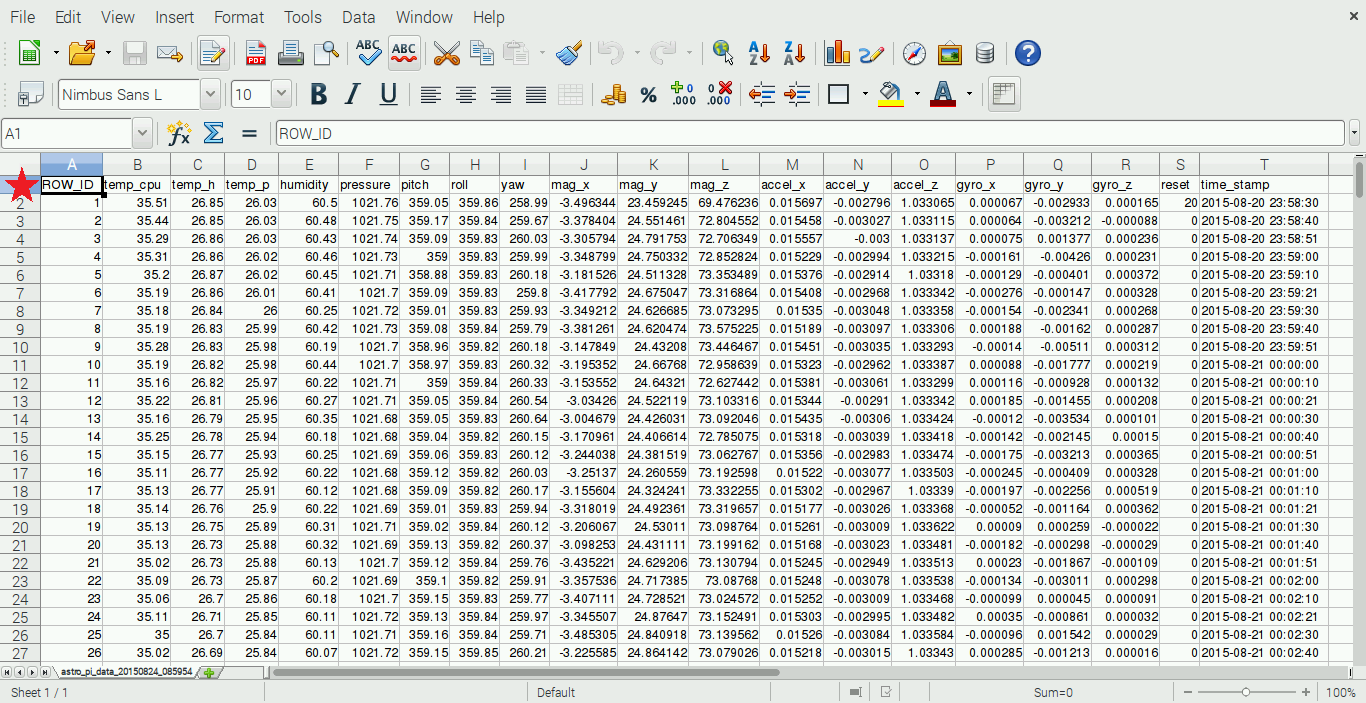 File Edit View Insert Format Tools Data Window Help
PDF ABC ABC
Nimbus Sans L 10 B I U % .000 .000
A1 ROW_ID
A B C D E F G H I J K L M N O P Q R S T
ROW_ID temp_cpu temp_h temp_p humidity pressure pitch roll yaw mag_x mag_y mag_z accel_x accel_y accel_z gyro_x gyro_y gyro_z reset time_stamp
2 1 35.51 26.85 26.03 60.5 1021.76 359.05 359.86 258.99 -3.496344 23.459245 69.476236 0.015697 -0.002796 1.033065 0.000067 -0.002933 0.000165 20 2015-08-20 23:58:30
3 2 35.44 26.85 26.03 60.48 1021.75 359.17 359.84 259.67 -3.378404 24.551461 72.804552 0.015458 -0.003027 1.033115 0.000064 -0.003212 -0.000088 0 2015-08-20 23:58:40
4 3 35.29 26.86 26.03 60.43 1021.74 359.09 359.83 260.03 -3.305794 24.791753 72.706349 0.015557 -0.003 1.033137 0.000075 0.001377 0.000236 0 2015-08-20 23:58:51
5 4 35.31 26.86 26.02 60.46 1021.73 359 359.83 259.99 -3.348799 24.750332 72.852824 0.015229 -0.002994 1.033215 -0.000161 -0.00426 0.000231 0 2015-08-20 23:59:00
6 5 35.2 26.87 26.02 60.45 1021.71 358.88 359.83 260.18 -3.181526 24.511328 73.353489 0.015376 -0.002914 1.03318 -0.000129 -0.000401 0.000372 0 2015-08-20 23:59:10
7 6 35.19 26.86 26.01 60.41 1021.7 359.09 359.83 259.8 -3.417792 24.675047 73.316864 0.015408 -0.002968 1.033342 -0.000276 -0.000147 0.000328 0 2015-08-20 23:59:21
8 7 35.18 26.84 26 60.25 1021.72 359.01 359.83 259.93 -3.349212 24.626685 73.073295 0.01535 -0.003048 1.033358 -0.000154 -0.002341 0.000268 0 2015-08-20 23:59:30
9 8 35.19 26.83 25.99 60.42 1021.73 359.08 359.84 259.79 -3.381261 24.620474 73.575225 0.015189 -0.003097 1.033306 0.000188 -0.00162 0.000287 0 2015-08-20 23:59:40
10 9 35.28 26.83 25.98 60.19 1021.7 358.96 359.82 260.18 -3.147849 24.43208 73.446467 0.015451 -0.003035 1.033293 -0.00014 -0.00511 0.000312 0 2015-08-20 23:59:51
11 10 35.19 26.82 25.98 60.44 1021.7 358.97 359.83 260.32 -3.195352 24.66768 72.958639 0.015323 -0.002962 1.033387 0.000088 -0.001777 0.000219 0 2015-08-21 00:00:00
12 11 35.16 26.82 25.97 60.22 1021.71 359 359.84 260.33 -3.153552 24.64321 72.627442 0.015381 -0.003061 1.033299 0.000116 -0.000928 0.000132 0 2015-08-21 00:00:10
13 12 35.22 26.81 25.96 60.27 1021.71 359.05 359.84 260.54 -3.03426 24.522119 73.103316 0.015344 -0.00291 1.033342 0.000185 -0.001455 0.000208 0 2015-08-21 00:00:21
14 13 35.16 26.79 25.95 60.35 1021.68 359.05 359.83 260.64 -3.004679 24.426031 73.092046 0.015435 -0.00306 1.033424 -0.00012 -0.003534 0.000101 0 2015-08-21 00:00:30
15 14 35.25 26.78 25.94 60.18 1021.68 359.04 359.82 260.15 -3.170961 24.406614 72.785075 0.015318 -0.003039 1.033418 -0.000142 -0.002145 0.00015 0 2015-08-21 00:00:40
16 15 35.15 26.77 25.93 60.25 1021.69 359.06 359.83 260.12 -3.244038 24.381519 73.062767 0.015356 -0.002983 1.033474 -0.000175 -0.003213 0.000365 0 2015-08-21 00:00:51
17 16 35.11 26.77 25.92 60.22 1021.68 359.12 359.82 260.03 -3.25137 24.260559 73.192598 0.01522 -0.003077 1.033503 -0.000245 -0.000409 0.000328 0 2015-08-21 00:01:00
18 17 35.13 26.77 25.91 60.12 1021.68 359.09 359.82 260.17 -3.155604 24.324241 73.332255 0.015302 -0.002967 1.03339 -0.000197 -0.002256 0.000519 0 2015-08-21 00:01:10
19 18 35.14 26.76 25.9 60.22 1021.69 359.01 359.83 259.94 -3.318019 24.492361 73.319657 0.015177 -0.003026 1.033368 -0.000052 -0.001164 0.000362 0 2015-08-21 00:01:21
20 19 35.13 26.75 25.89 60.31 1021.71 359.02 359.84 260.12 -3.206067 24.53011 73.098764 0.015261 -0.003009 1.033622 0.00009 0.000259 -0.000022 0 2015-08-21 00:01:30
21 20 35.13 26.73 25.88 60.32 1021.69 359.13 359.82 260.37 -3.098253 24.431111 73.199162 0.015168 -0.003023 1.033481 -0.000182 -0.000298 -0.000029 0 2015-08-21 00:01:40
22 21 35.02 26.73 25.88 60.13 1021.7 359.12 359.84 259.76 -3.435221 24.629206 73.130794 0.015245 -0.002949 1.033513 0.00023 -0.001867 -0.000109 0 2015-08-21 00:01:51
23 22 35.09 26.73 25.87 60.2 1021.69 359.1 359.82 259.91 -3.357536 24.717385 73.08768 0.015248 -0.003078 1.033538 -0.000134 -0.003011 0.000298 0 2015-08-21 00:02:00
24 23 35.06 26.7 25.86 60.18 1021.7 359.15 359.83 259.77 -3.407111 24.728521 73.024572 0.015252 -0.003009 1.033468 -0.000099 0.000045 0.000091 0 2015-08-21 00:02:10
25 24 35.11 26.71 25.85 60.11 1021.72 359.13 359.84 259.97 -3.345507 24.87647 73.152491 0.015303 -0.002995 1.033482 0.00035 -0.000861 0.000032 0 2015-08-21 00:02:21
26 25 35 26.7 25.84 60.11 1021.71 359.16 359.84 259.71 -3.485305 24.840918 73.139562 0.01526 -0.003084 1.033584 -0.000096 0.001542 0.000029 0 2015-08-21 00:02:30
27 26 35.02 26.69 25.84 60.07 1021.72 359.15 359.85 260.21 -3.225585 24.864142 73.079026 0.015218 -0.003015 1.03343 0.000285 -0.001213 0.000016 0 2015-08-21 00:02:40
astro_pi_data_20150824_085954
Sheet 1 / 1 Default Sum=0 100%